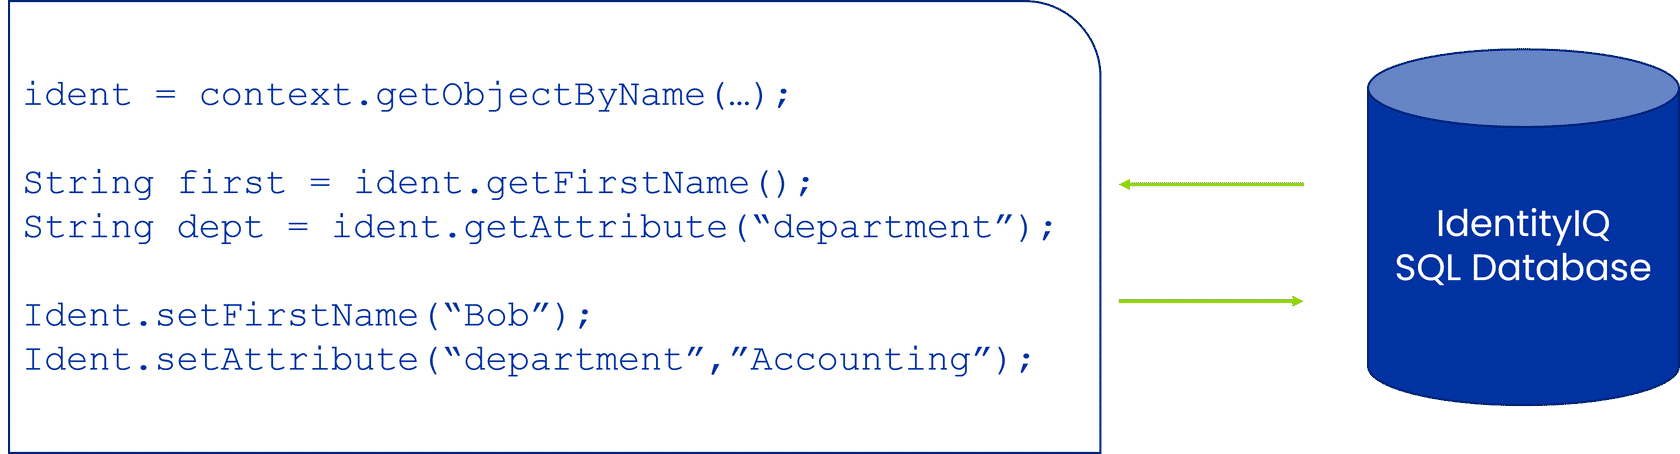 ident = context.getObjectByName(…);
String first = ident.getFirstName();
String dept = ident.getAttribute(“department”);
Ident.setFirstName(“Bob”);
Ident.setAttribute(“department”,”Accounting”);
IdentityIQ
SQL Database